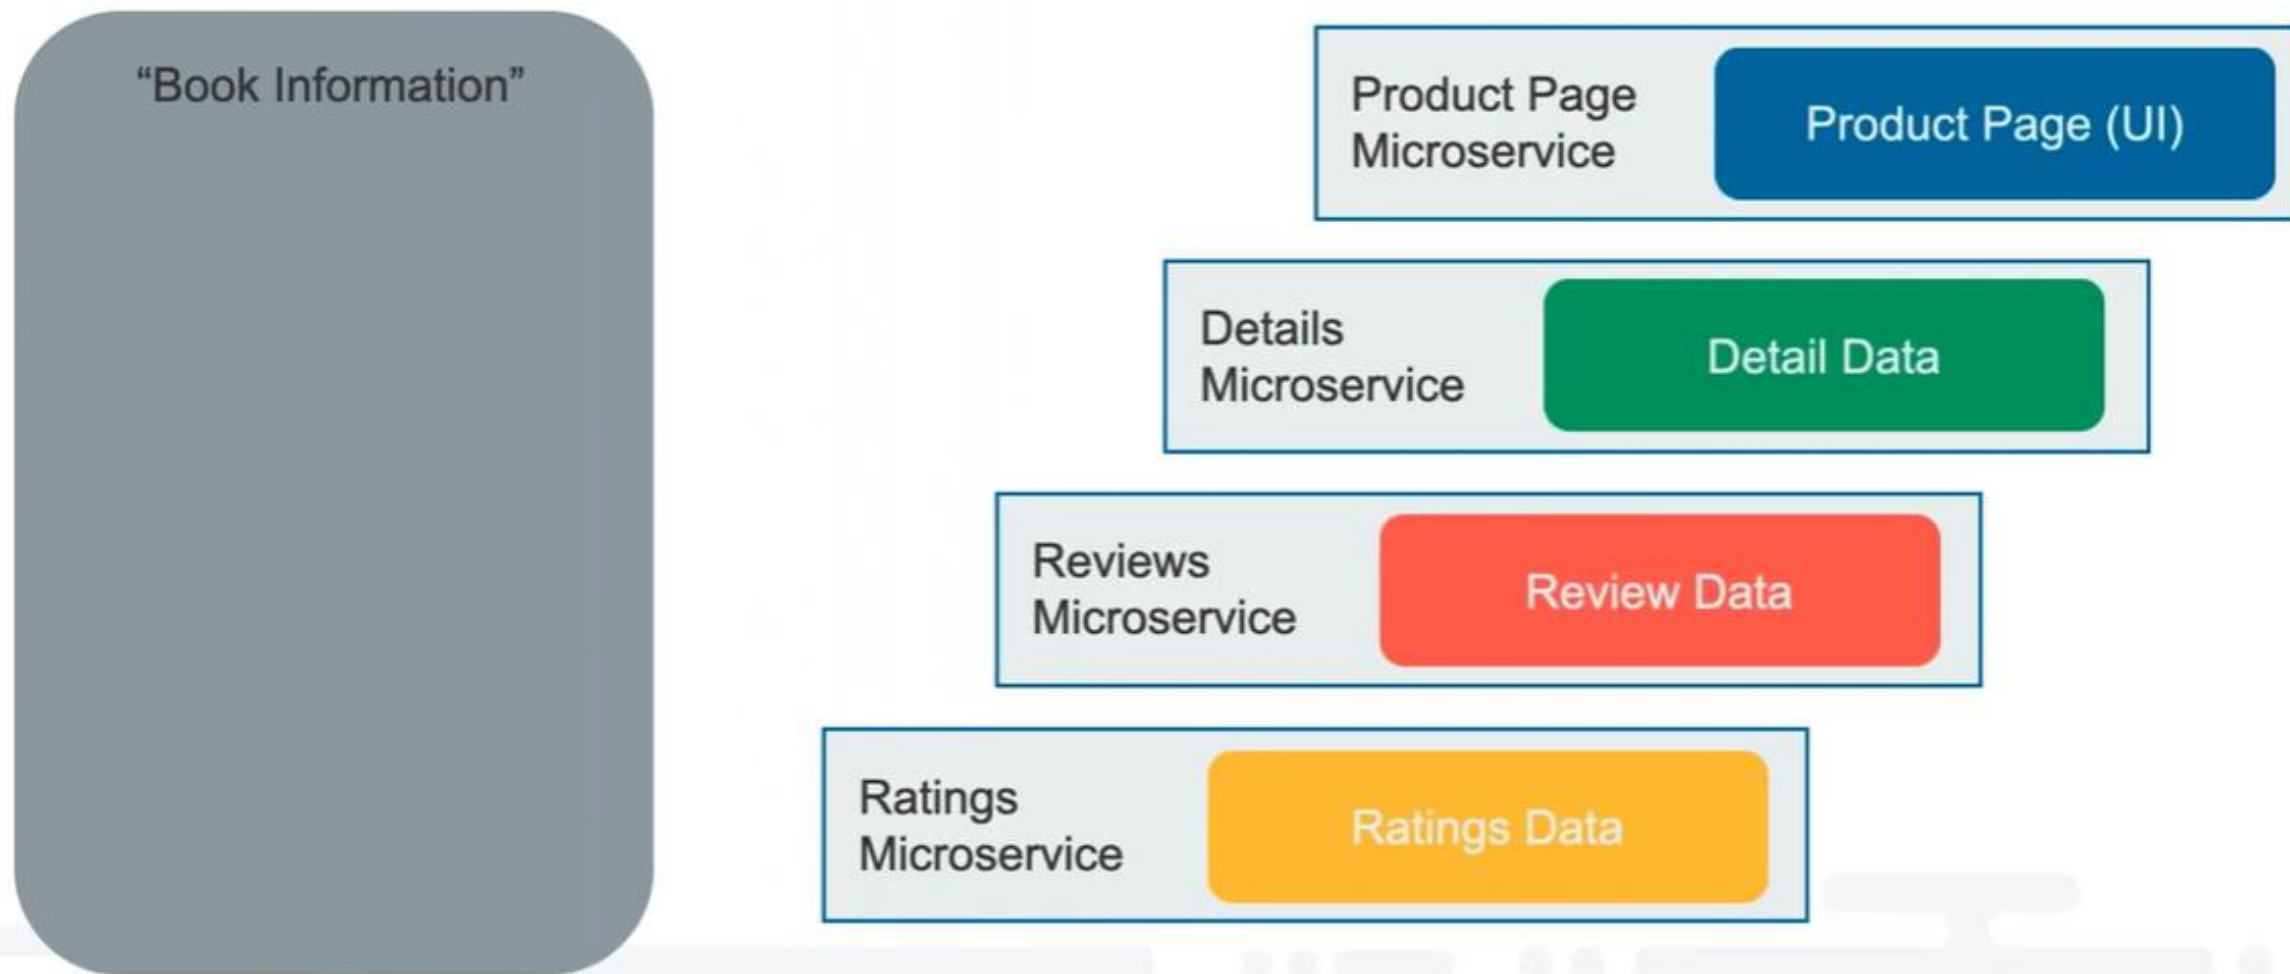 “Book Information”
Product Page
Microservice
Product Page (UI)
Details
Microservice
Detail Data
Reviews
Microservice
Review Data
Ratings
Microservice
Ratings Data